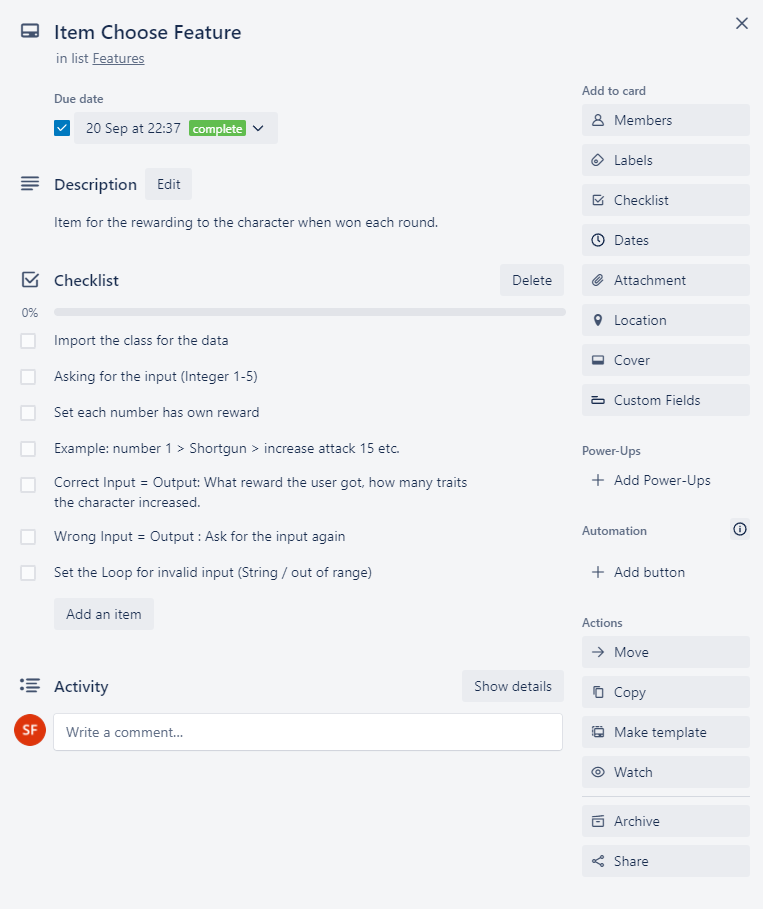 Item Choose Feature
in list Features
Due date
20 Sep at 22:37 complete
Description Edit
Item for the rewarding to the character when won each round.
Checklist Delete
0%
Import the class for the data
Asking for the input (Integer 1-5)
Set each number has own reward
Example: number 1 > Shortgun > increase attack 15 etc.
Correct Input = Output: What reward the user got, how many traits
the character increased.
Wrong Input = Output : Ask for the input again
Set the Loop for invalid input (String / out of range)
Add an item
Activity Show details
SF Write a comment...
Add to card
Members
Labels
Checklist
Dates
Attachment
Location
Cover
Custom Fields
Power-Ups
Add Power-Ups
Automation
Add button
Actions
Move
Copy
Make template
Watch
Archive
Share